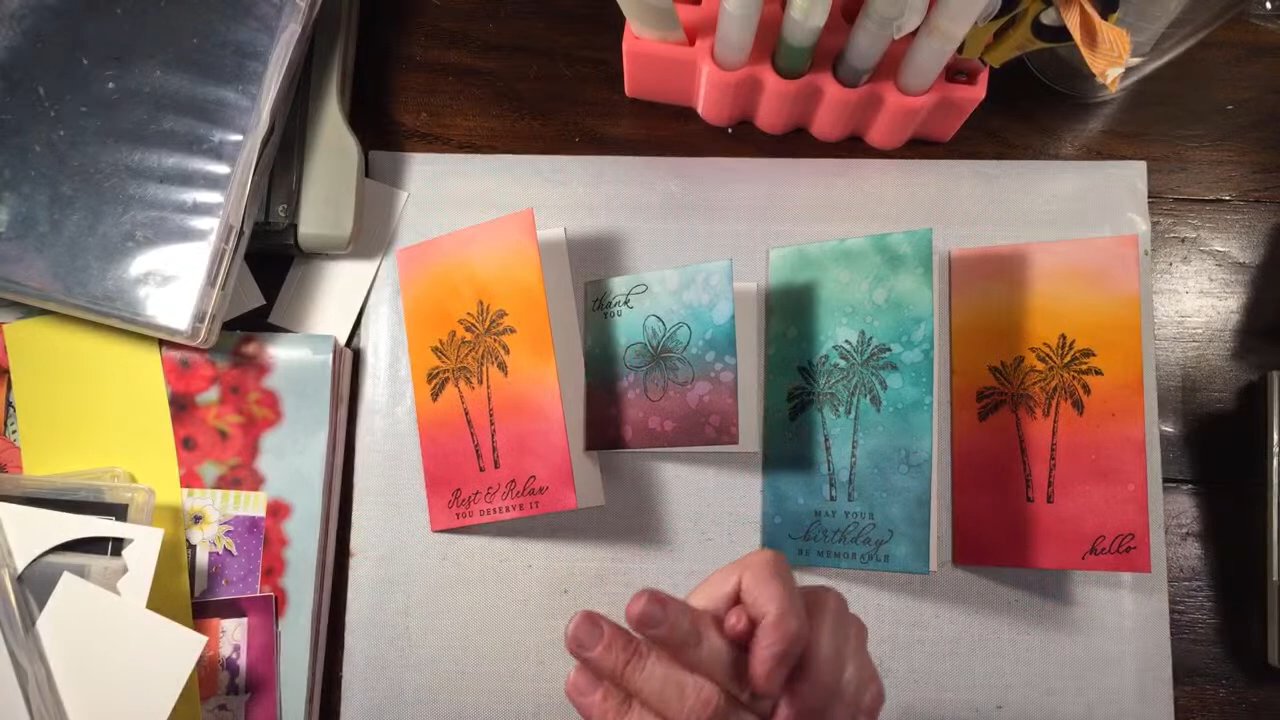 Rest & Relax
YOU DESERVE IT
thank
YOU
MAY YOUR
birthday
BE MEMORABLE
hello